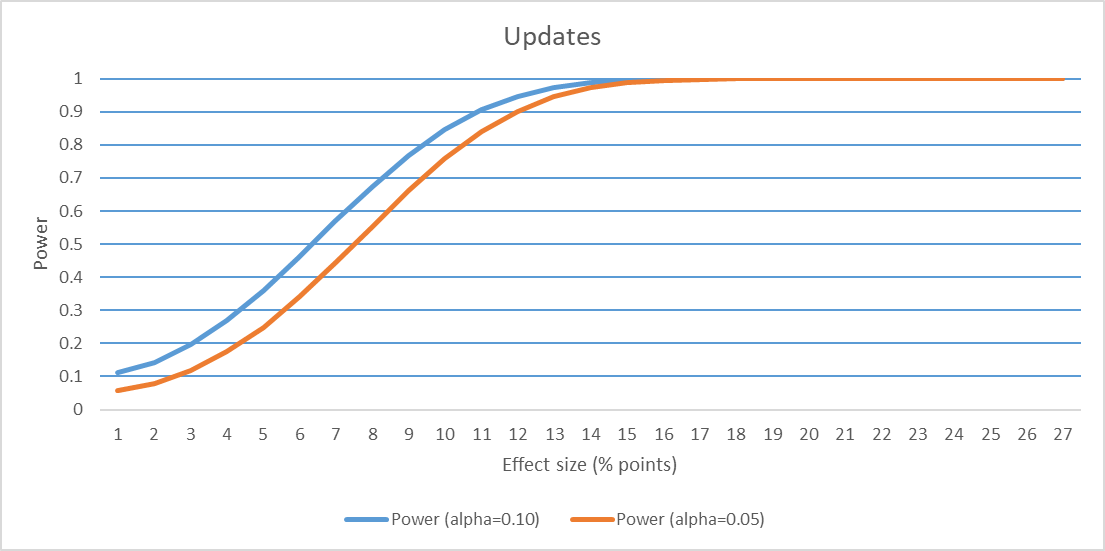 Updates
Power
1
0.9
0.8
0.7
0.6
0.5
0.4
0.3
0.2
0.1
0
1 2 3 4 5 6 7 8 9 10 11 12 13 14 15 16 17 18 19 20 21 22 23 24 25 26 27
Effect size (% points)
Power (alpha=0.10) Power (alpha=0.05)